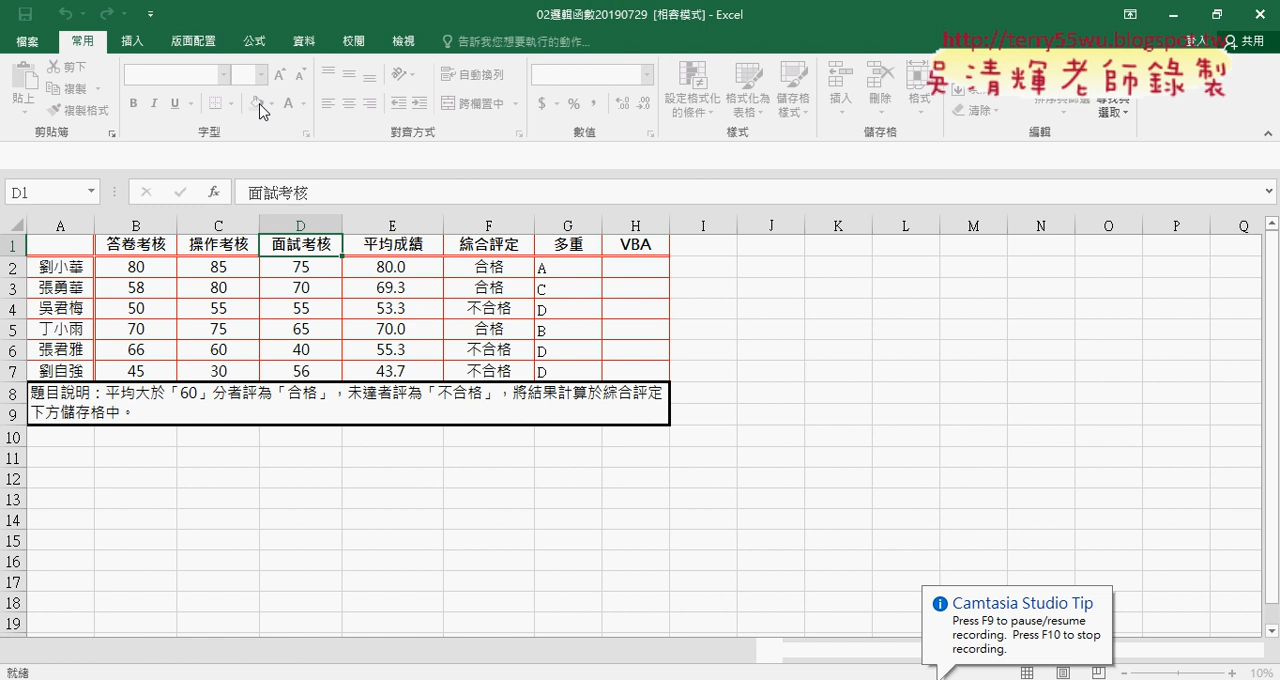 02邏輯函數20190729 [相容模式] - Excel
檔案 常用 插入 版面配置 公式 資料 校閱 檢視 告訴我您想要執行的動作... 登入 共用
http://terry55wu.blogspot.tw
吳清輝老師錄製
貼上 剪下 複製 複製格式
B I U A A A
自動換列 跨欄置中
$ % ,
設定格式化的條件 格式化為表格 儲存格樣式
插入 刪除 格式
清除 排序與篩選 尋找與選取
剪貼簿 字型 對齊方式 數值 樣式 儲存格 編輯
D1 fx 面試考核
A B C D E F G H I J K L M N O P Q
1 答卷考核 操作考核 面試考核 平均成績 綜合評定 多重 VBA
2 劉小華 80 85 75 80.0 合格 A
3 張勇華 58 80 70 69.3 合格 C
4 吳君梅 50 55 55 53.3 不合格 D
5 丁小雨 70 75 65 70.0 合格 B
6 張君雅 66 60 40 55.3 不合格 D
7 劉自強 45 30 56 43.7 不合格 D
8 題目說明：平均大於「60」分者評為「合格」，未達者評為「不合格」，將結果計算於綜合評定
9 下方儲存格中。
10
11
12
13
14
15
16
17
18
19
Camtasia Studio Tip
Press F9 to pause/resume
recording. Press F10 to stop
recording.
就緒 10%